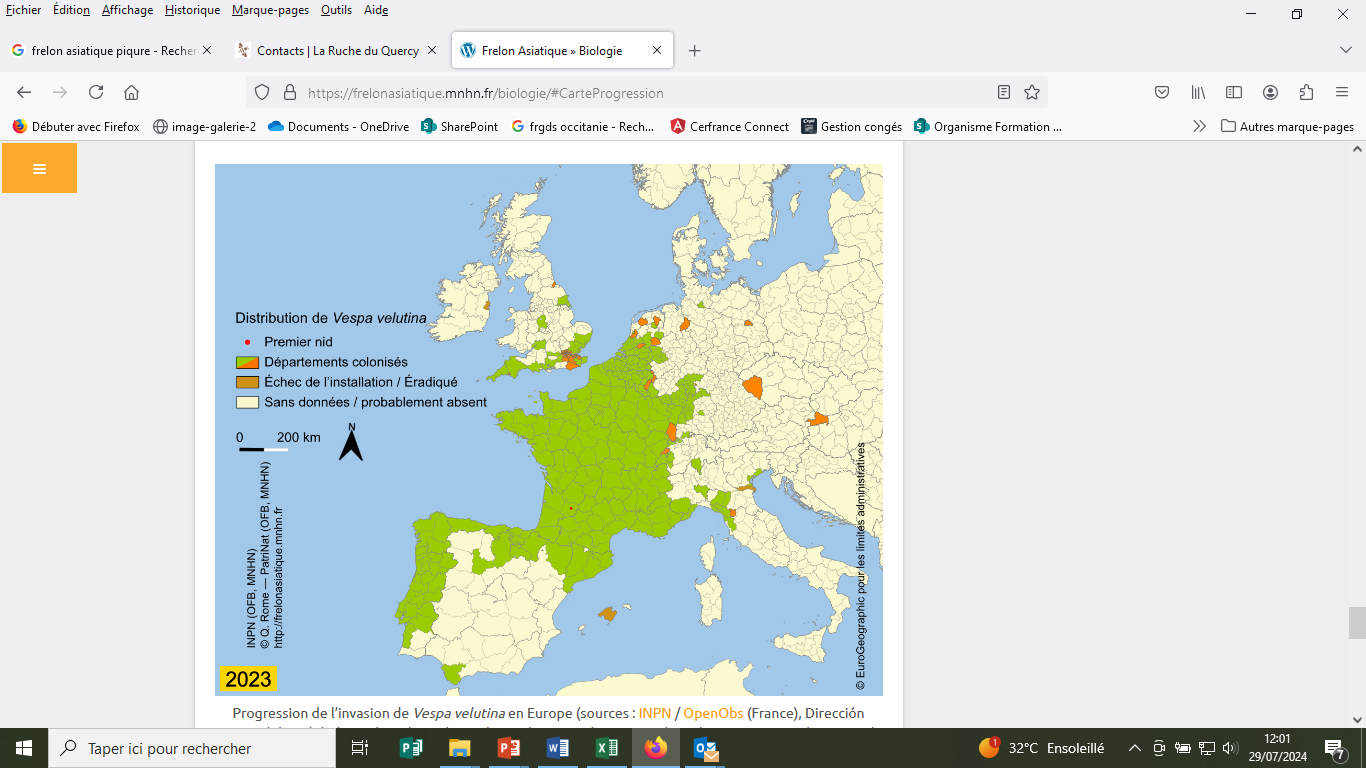 Fichier Édition Affichage Historique Marque-pages Outils Aide
frelon asiatique piqure - Recher
Contacts | La Ruche du Quercy
Frelon Asiatique » Biologie
https://frelonasiatique.mnhn.fr/biologie/#CarteProgression
Débuter avec Firefox
image-galerie-2
Documents - OneDrive
SharePoint
frgds occitanie - Rech...
Cerfrance Connect
Gestion congés
Organisme Formation ...
Autres marque-pages
Distribution de Vespa velutina
Premier nid
Départements colonisés
Échec de l'installation / Éradiqué
Sans données / probablement absent
0 200 km
N
INPN (OFB, MNHN)
© Q. Rome — PatriNat (OFB, MNHN)
http://frelonasiatique.mnhn.fr
© EuroGeographic pour les limites administratives
2023
Progression de l'invasion de Vespa velutina en Europe (sources : INPN / OpenObs (France), Dirección
Taper ici pour rechercher
1
32°C Ensoleillé
12:01
29/07/2024
7